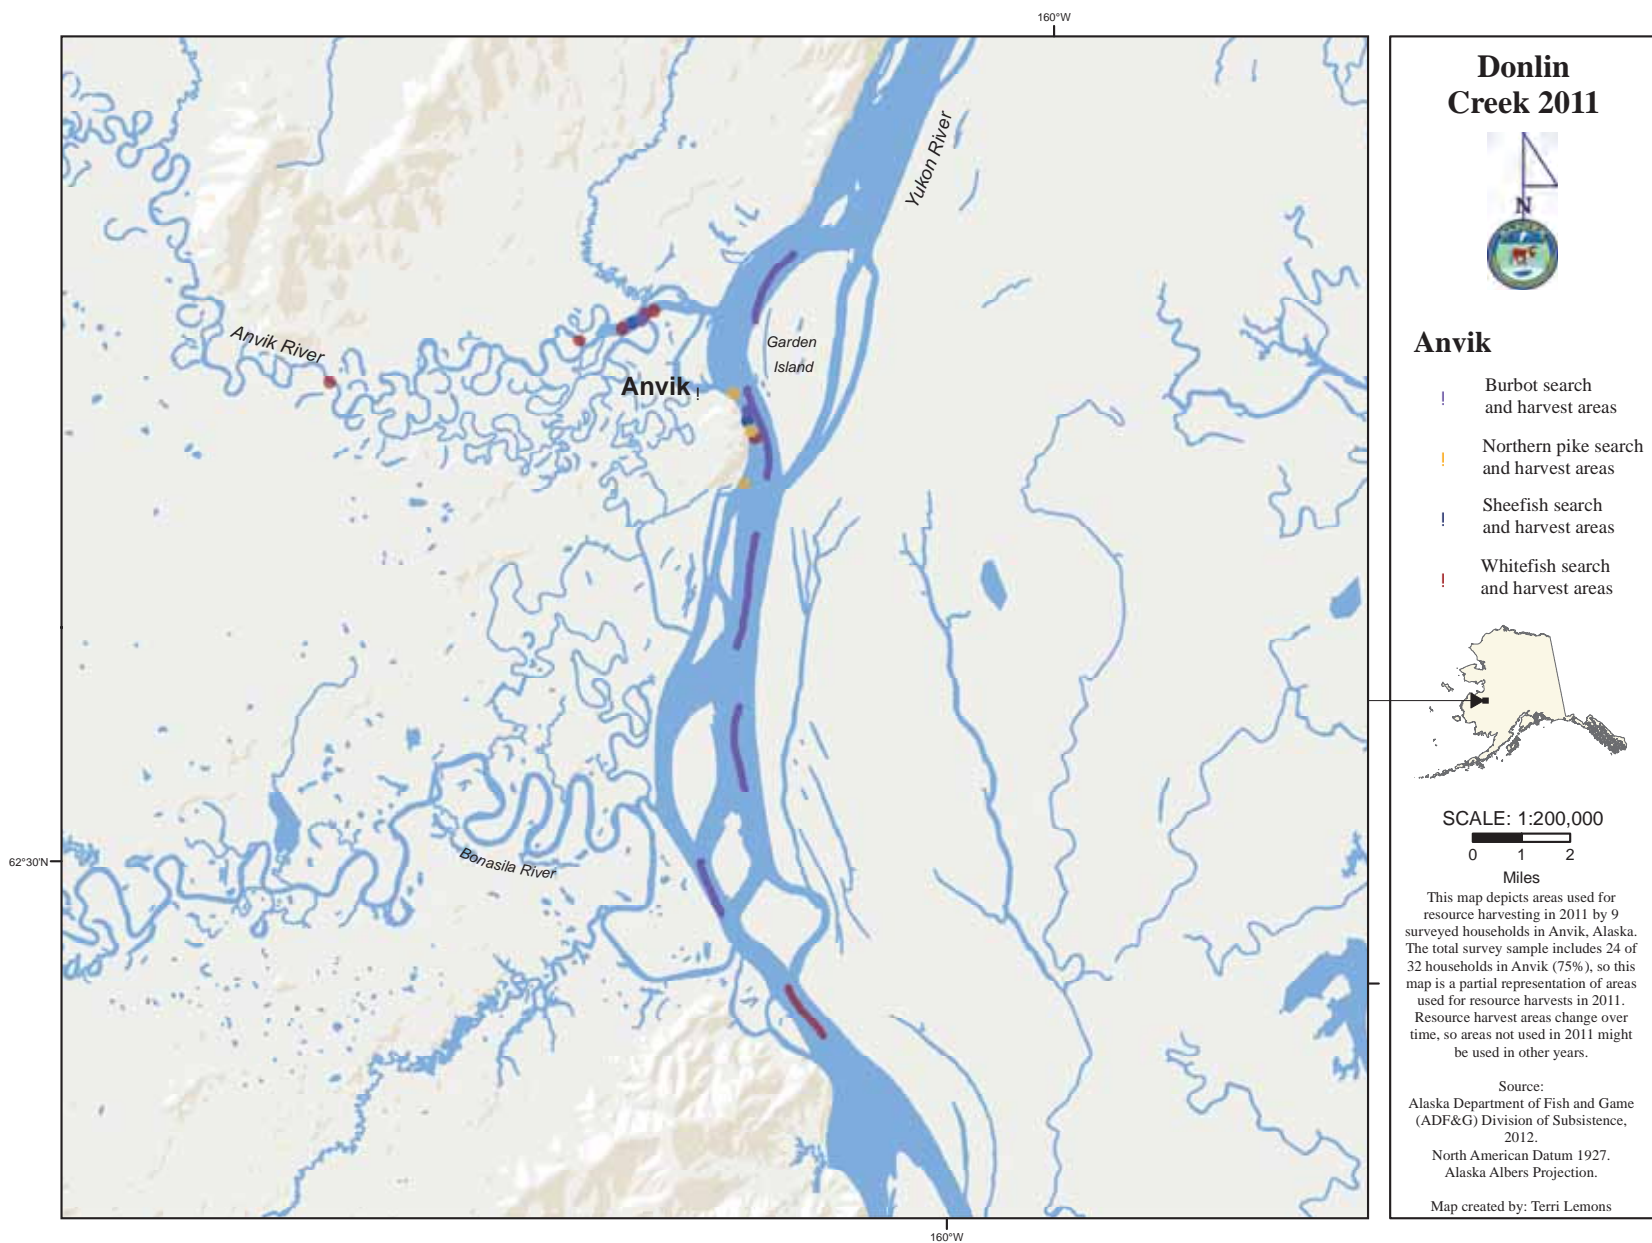 160°W
Yukon River
Anvik River
Garden
Island
Anvik
Bonasila River
62°30'N
160°W
Donlin
Creek 2011
N
Anvik
Burbot search
and harvest areas
Northern pike search
and harvest areas
Sheefish search
and harvest areas
Whitefish search
and harvest areas
SCALE: 1:200,000
0 1 2
Miles
This map depicts areas used for
resource harvesting in 2011 by 9
surveyed households in Anvik, Alaska.
The total survey sample includes 24 of
32 households in Anvik (75%), so this
map is a partial representation of areas
used for resource harvests in 2011.
Resource harvest areas change over
time, so areas not used in 2011 might
be used in other years.
Source:
Alaska Department of Fish and Game
(ADF&G) Division of Subsistence,
2012.
North American Datum 1927.
Alaska Albers Projection.
Map created by: Terri Lemons